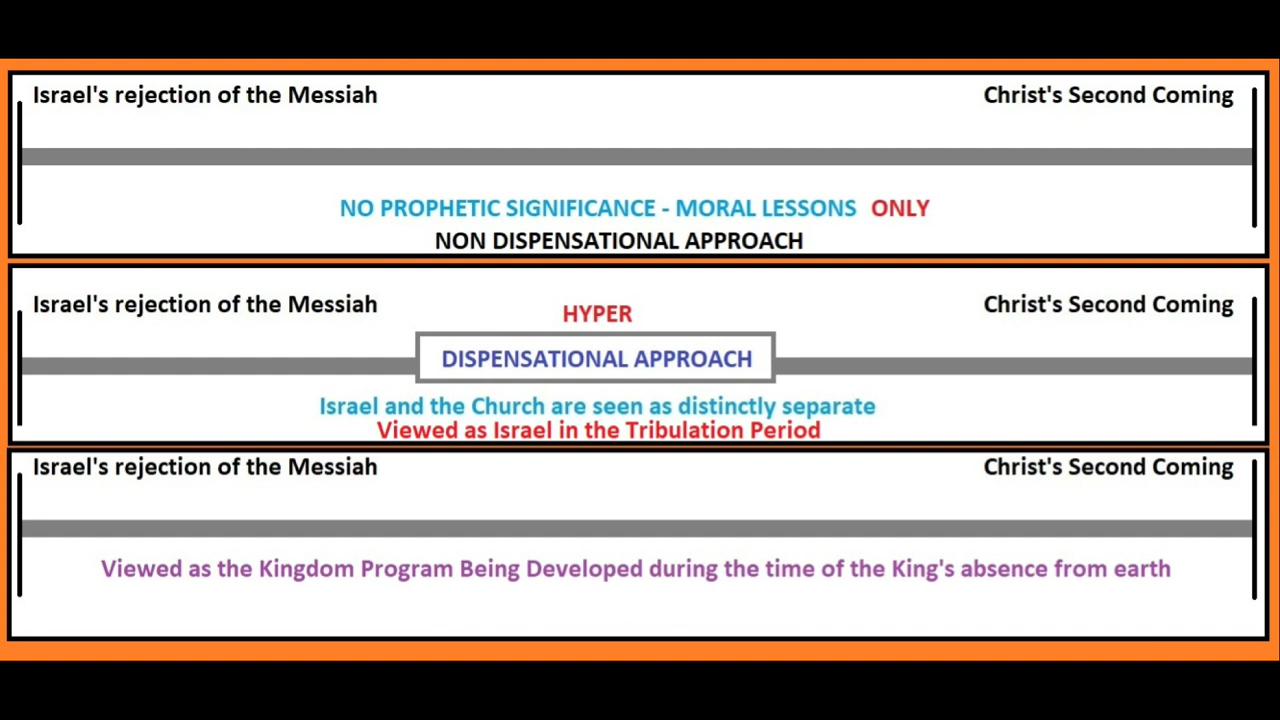 Israel's rejection of the Messiah
Christ's Second Coming
NO PROPHETIC SIGNIFICANCE - MORAL LESSONS ONLY
NON DISPENSATIONAL APPROACH
Israel's rejection of the Messiah
Christ's Second Coming
HYPER
DISPENSATIONAL APPROACH
Israel and the Church are seen as distinctly separate
Viewed as Israel in the Tribulation Period
Israel's rejection of the Messiah
Christ's Second Coming
Viewed as the Kingdom Program Being Developed during the time of the King's absence from earth